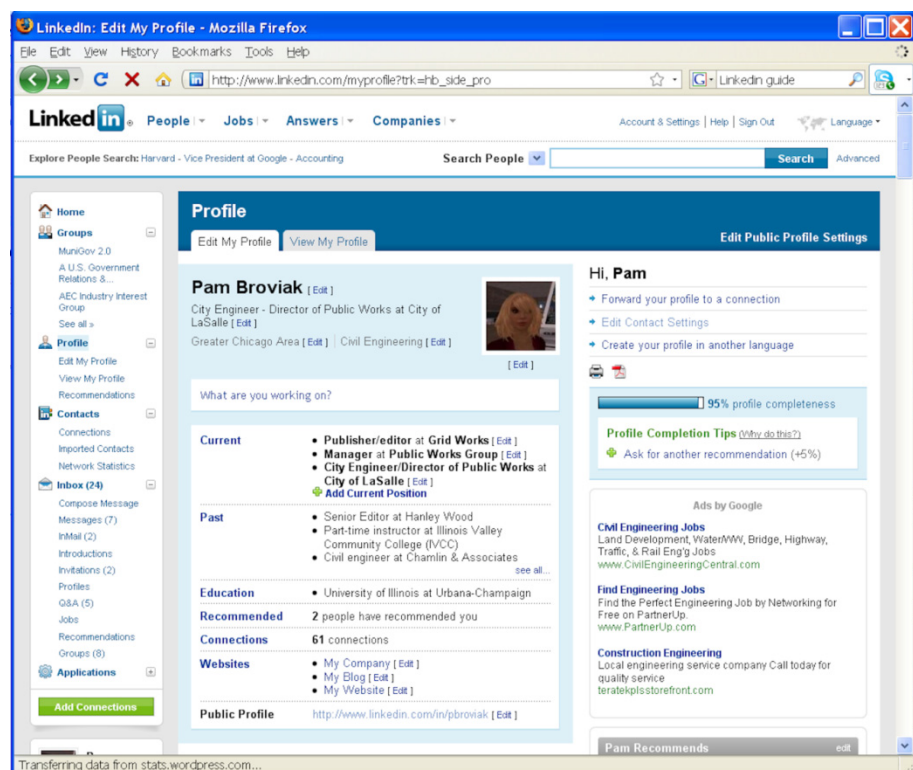 LinkedIn: Edit My Profile - Mozilla Firefox
File Edit View History Bookmarks Tools Help
http://www.linkedin.com/myprofile?trk=hb_side_pro
G Linkedin guide
Linked in ® People Jobs Answers Companies
Account & Settings | Help | Sign Out Language
Explore People Search: Harvard - Vice President at Google - Accounting
Search People Search Advanced
Home
Groups
MuniGov 2.0
A U.S. Government
Relations &...
AEC Industry Interest
Group
See all »
Profile
Edit My Profile
View My Profile
Recommendations
Contacts
Connections
Imported Contacts
Network Statistics
Inbox (24)
Compose Message
Messages (7)
InMail (2)
Introductions
Invitations (2)
Profiles
Q&A (5)
Jobs
Recommendations
Groups (8)
Applications
Add Connections
Profile
Edit My Profile View My Profile
Edit Public Profile Settings
Pam Broviak [ Edit ]
City Engineer - Director of Public Works at City of
LaSalle [ Edit ]
Greater Chicago Area [ Edit ] | Civil Engineering [ Edit ]
[ Edit ]
What are you working on?
Current
• Publisher/editor at Grid Works [ Edit ]
• Manager at Public Works Group [ Edit ]
• City Engineer/Director of Public Works at
City of LaSalle [ Edit ]
Add Current Position
Past
• Senior Editor at Hanley Wood
• Part-time instructor at Illinois Valley
Community College (IVCC)
• Civil engineer at Chamlin & Associates
see all...
Education • University of Illinois at Urbana-Champaign
Recommended 2 people have recommended you
Connections 61 connections
Websites • My Company [ Edit ]
• My Blog [ Edit ]
• My Website [ Edit ]
Public Profile http://www.linkedin.com/in/pbroviak [ Edit ]
Hi, Pam
Forward your profile to a connection
Edit Contact Settings
Create your profile in another language
95% profile completeness
Profile Completion Tips (Why do this?)
Ask for another recommendation (+5%)
Ads by Google
Civil Engineering Jobs
Land Development, Water/WW, Bridge, Highway,
Traffic, & Rail Eng'g Jobs
www.CivilEngineeringCentral.com
Find Engineering Jobs
Find the Perfect Engineering Job by Networking for
Free on PartnerUp.
www.PartnerUp.com
Construction Engineering
Local engineering service company Call today for
quality service
teratekplsstorefront.com
Pam Recommends edit
Transferring data from stats.wordpress.com...